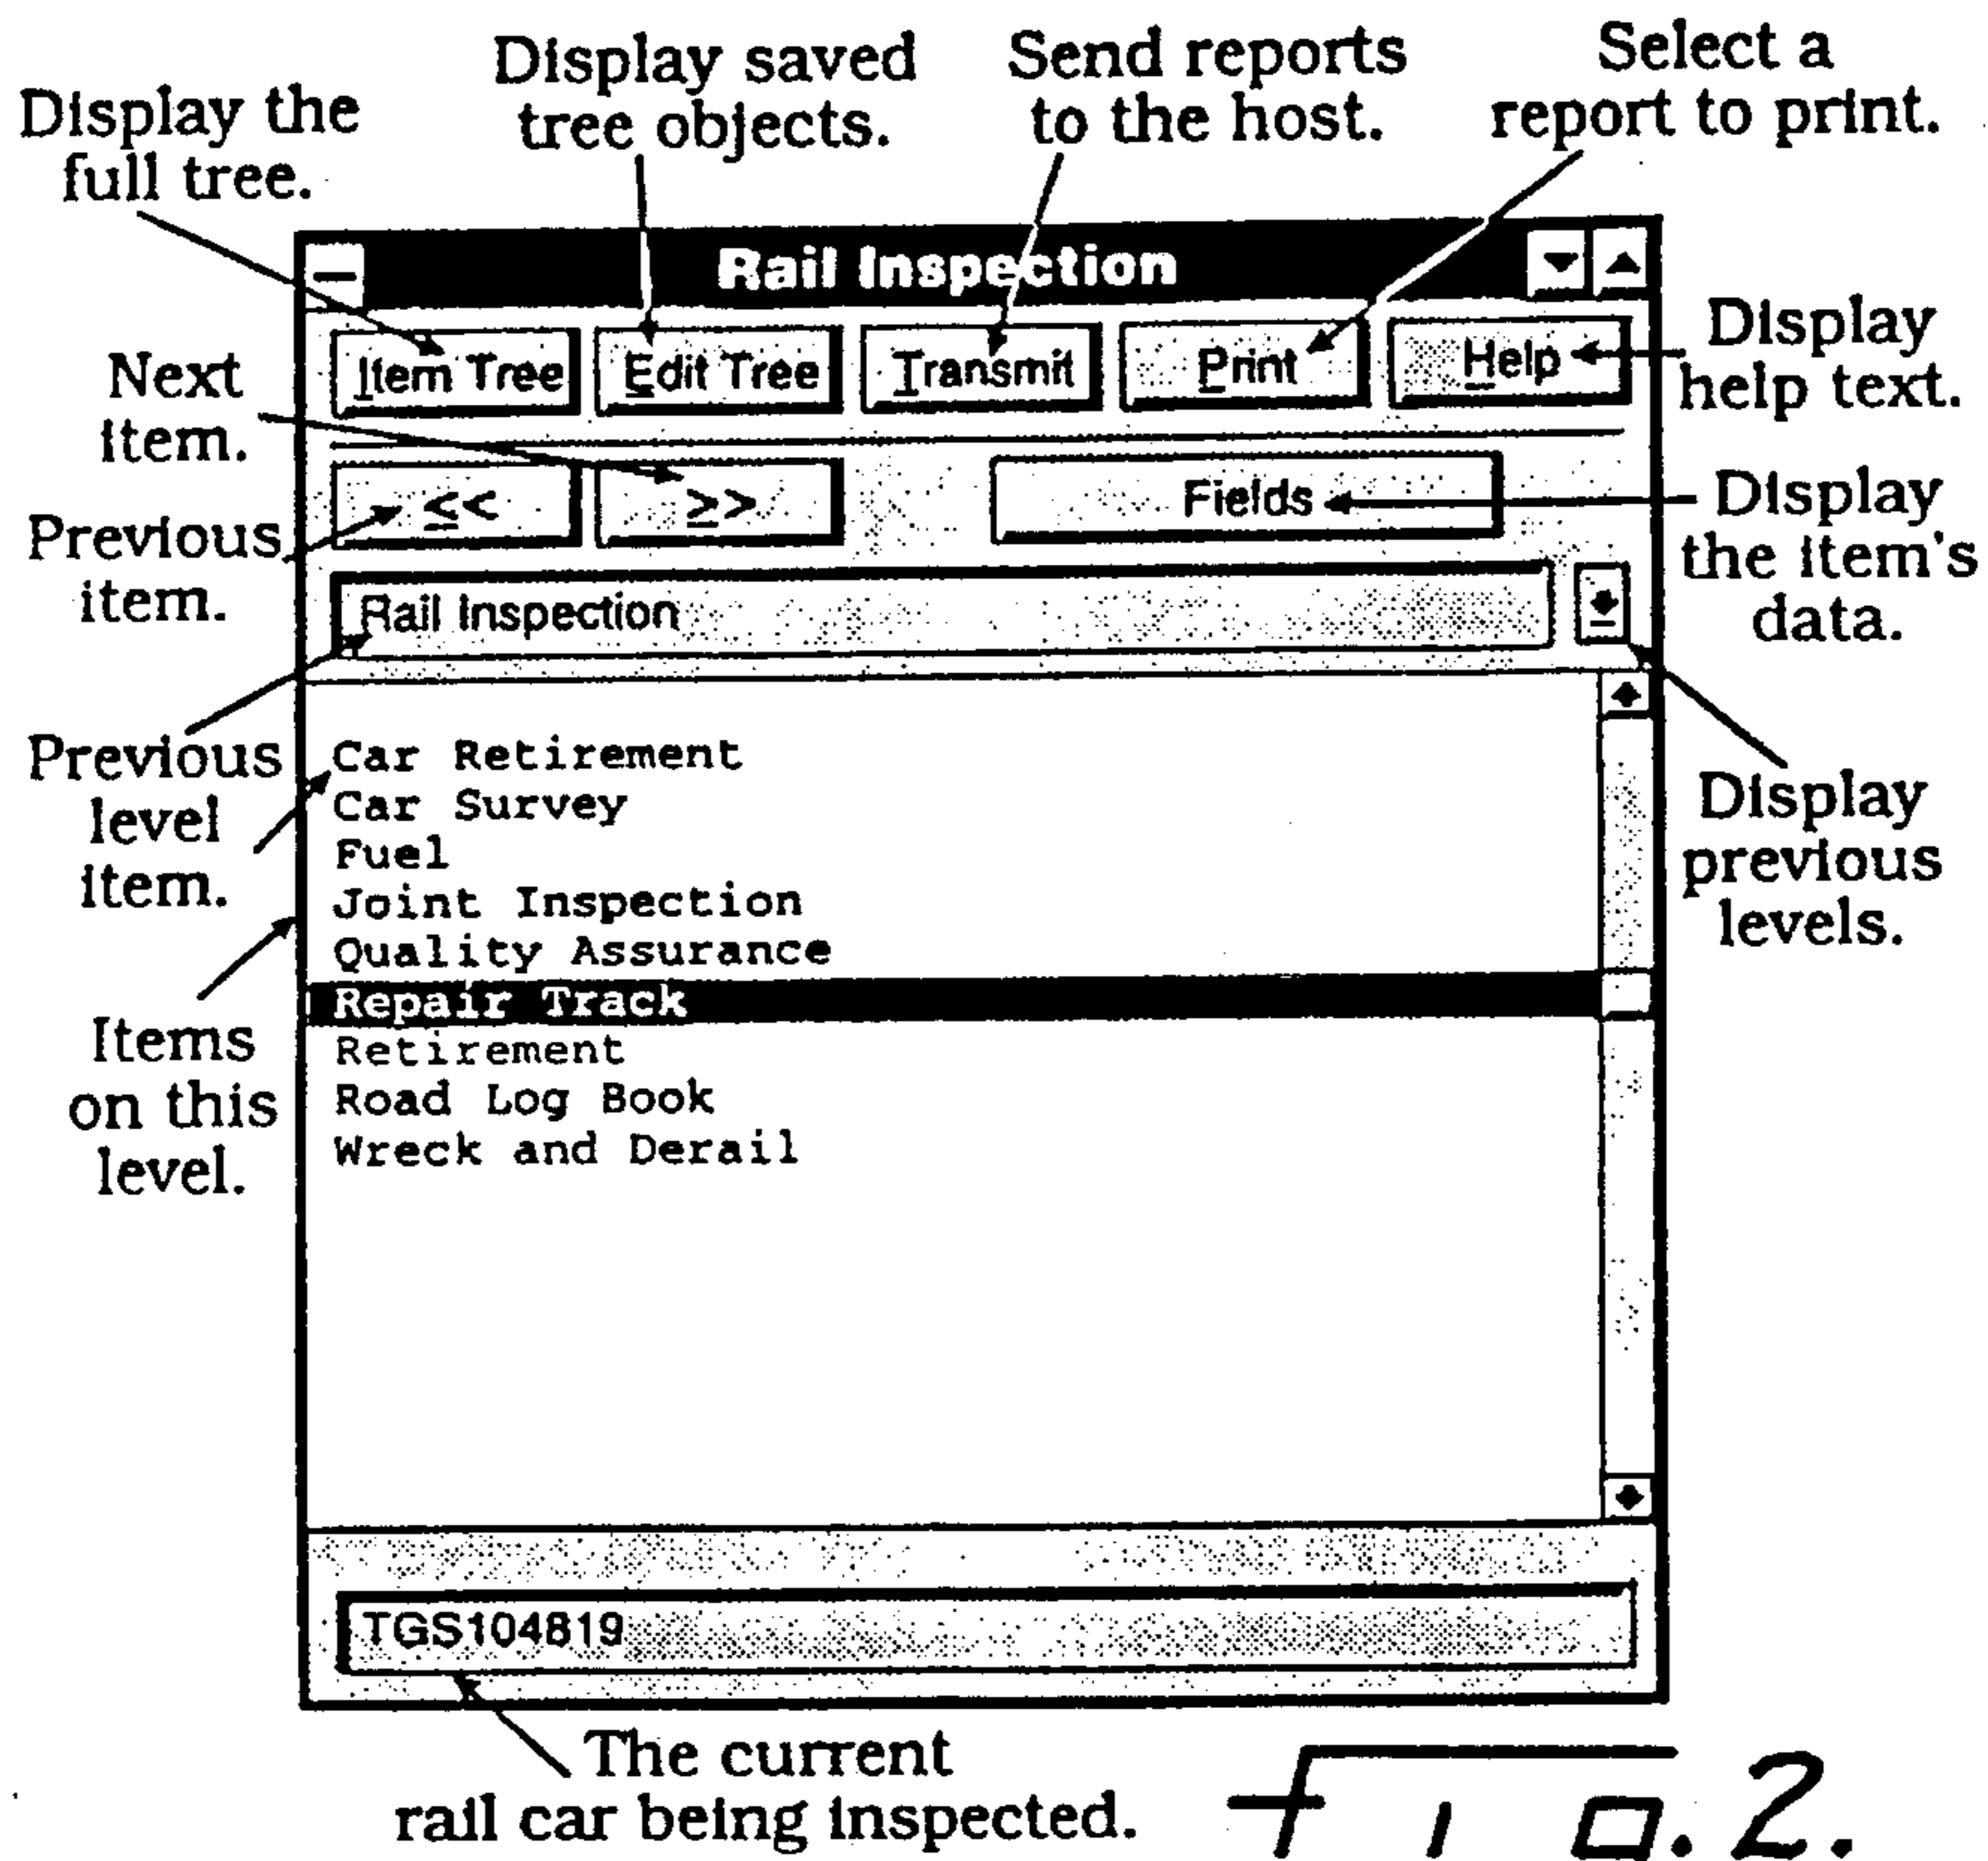 Display the
full tree.
Display saved
tree objects.
Send reports
to the host.
Select a
report to print.
Rail Inspection
Item Tree
Edit Tree
Transmit
Print
Help
Display
help text.
Next
item.
<<
>>
Fields
Display
the item's
data.
Previous
item.
Rail Inspection
Previous
level
item.
Display
previous
levels.
Car Retirement
Car Survey
Fuel
Joint Inspection
Quality Assurance
Repair Track
Retirement
Road Log Book
Wreck and Derail
Items
on this
level.
TGS104819
The current
rail car being inspected.
Fig. 2.